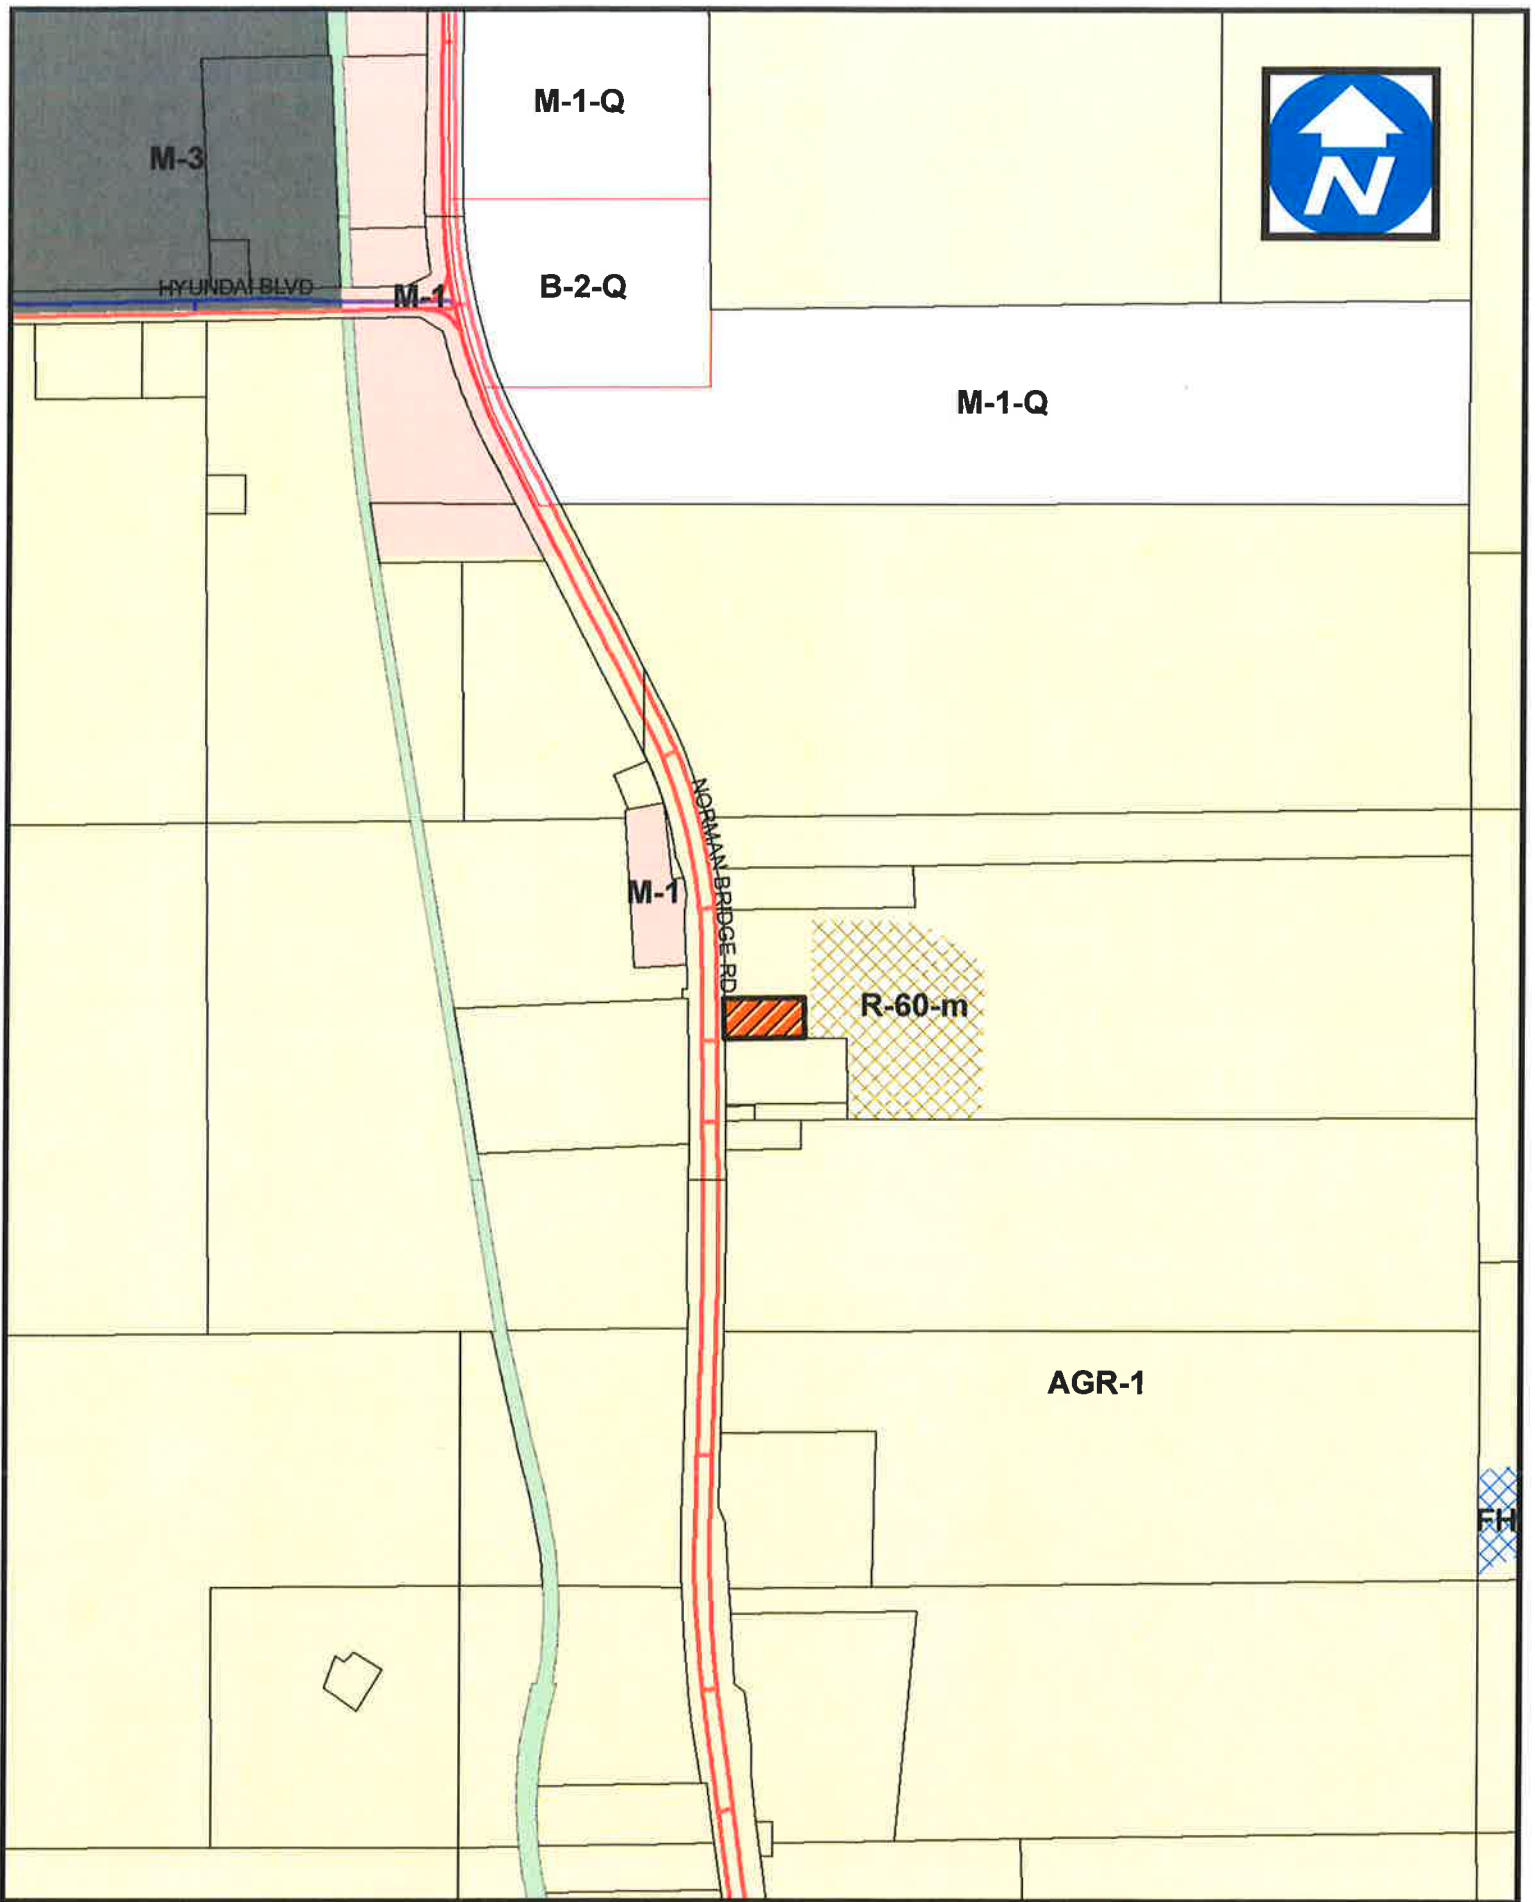 M-1-Q
M-3
N
HYUNDAI BLVD
M-1
B-2-Q
M-1-Q
NORMAN BRIDGE RD
M-1
R-60-m
AGR-1
FH